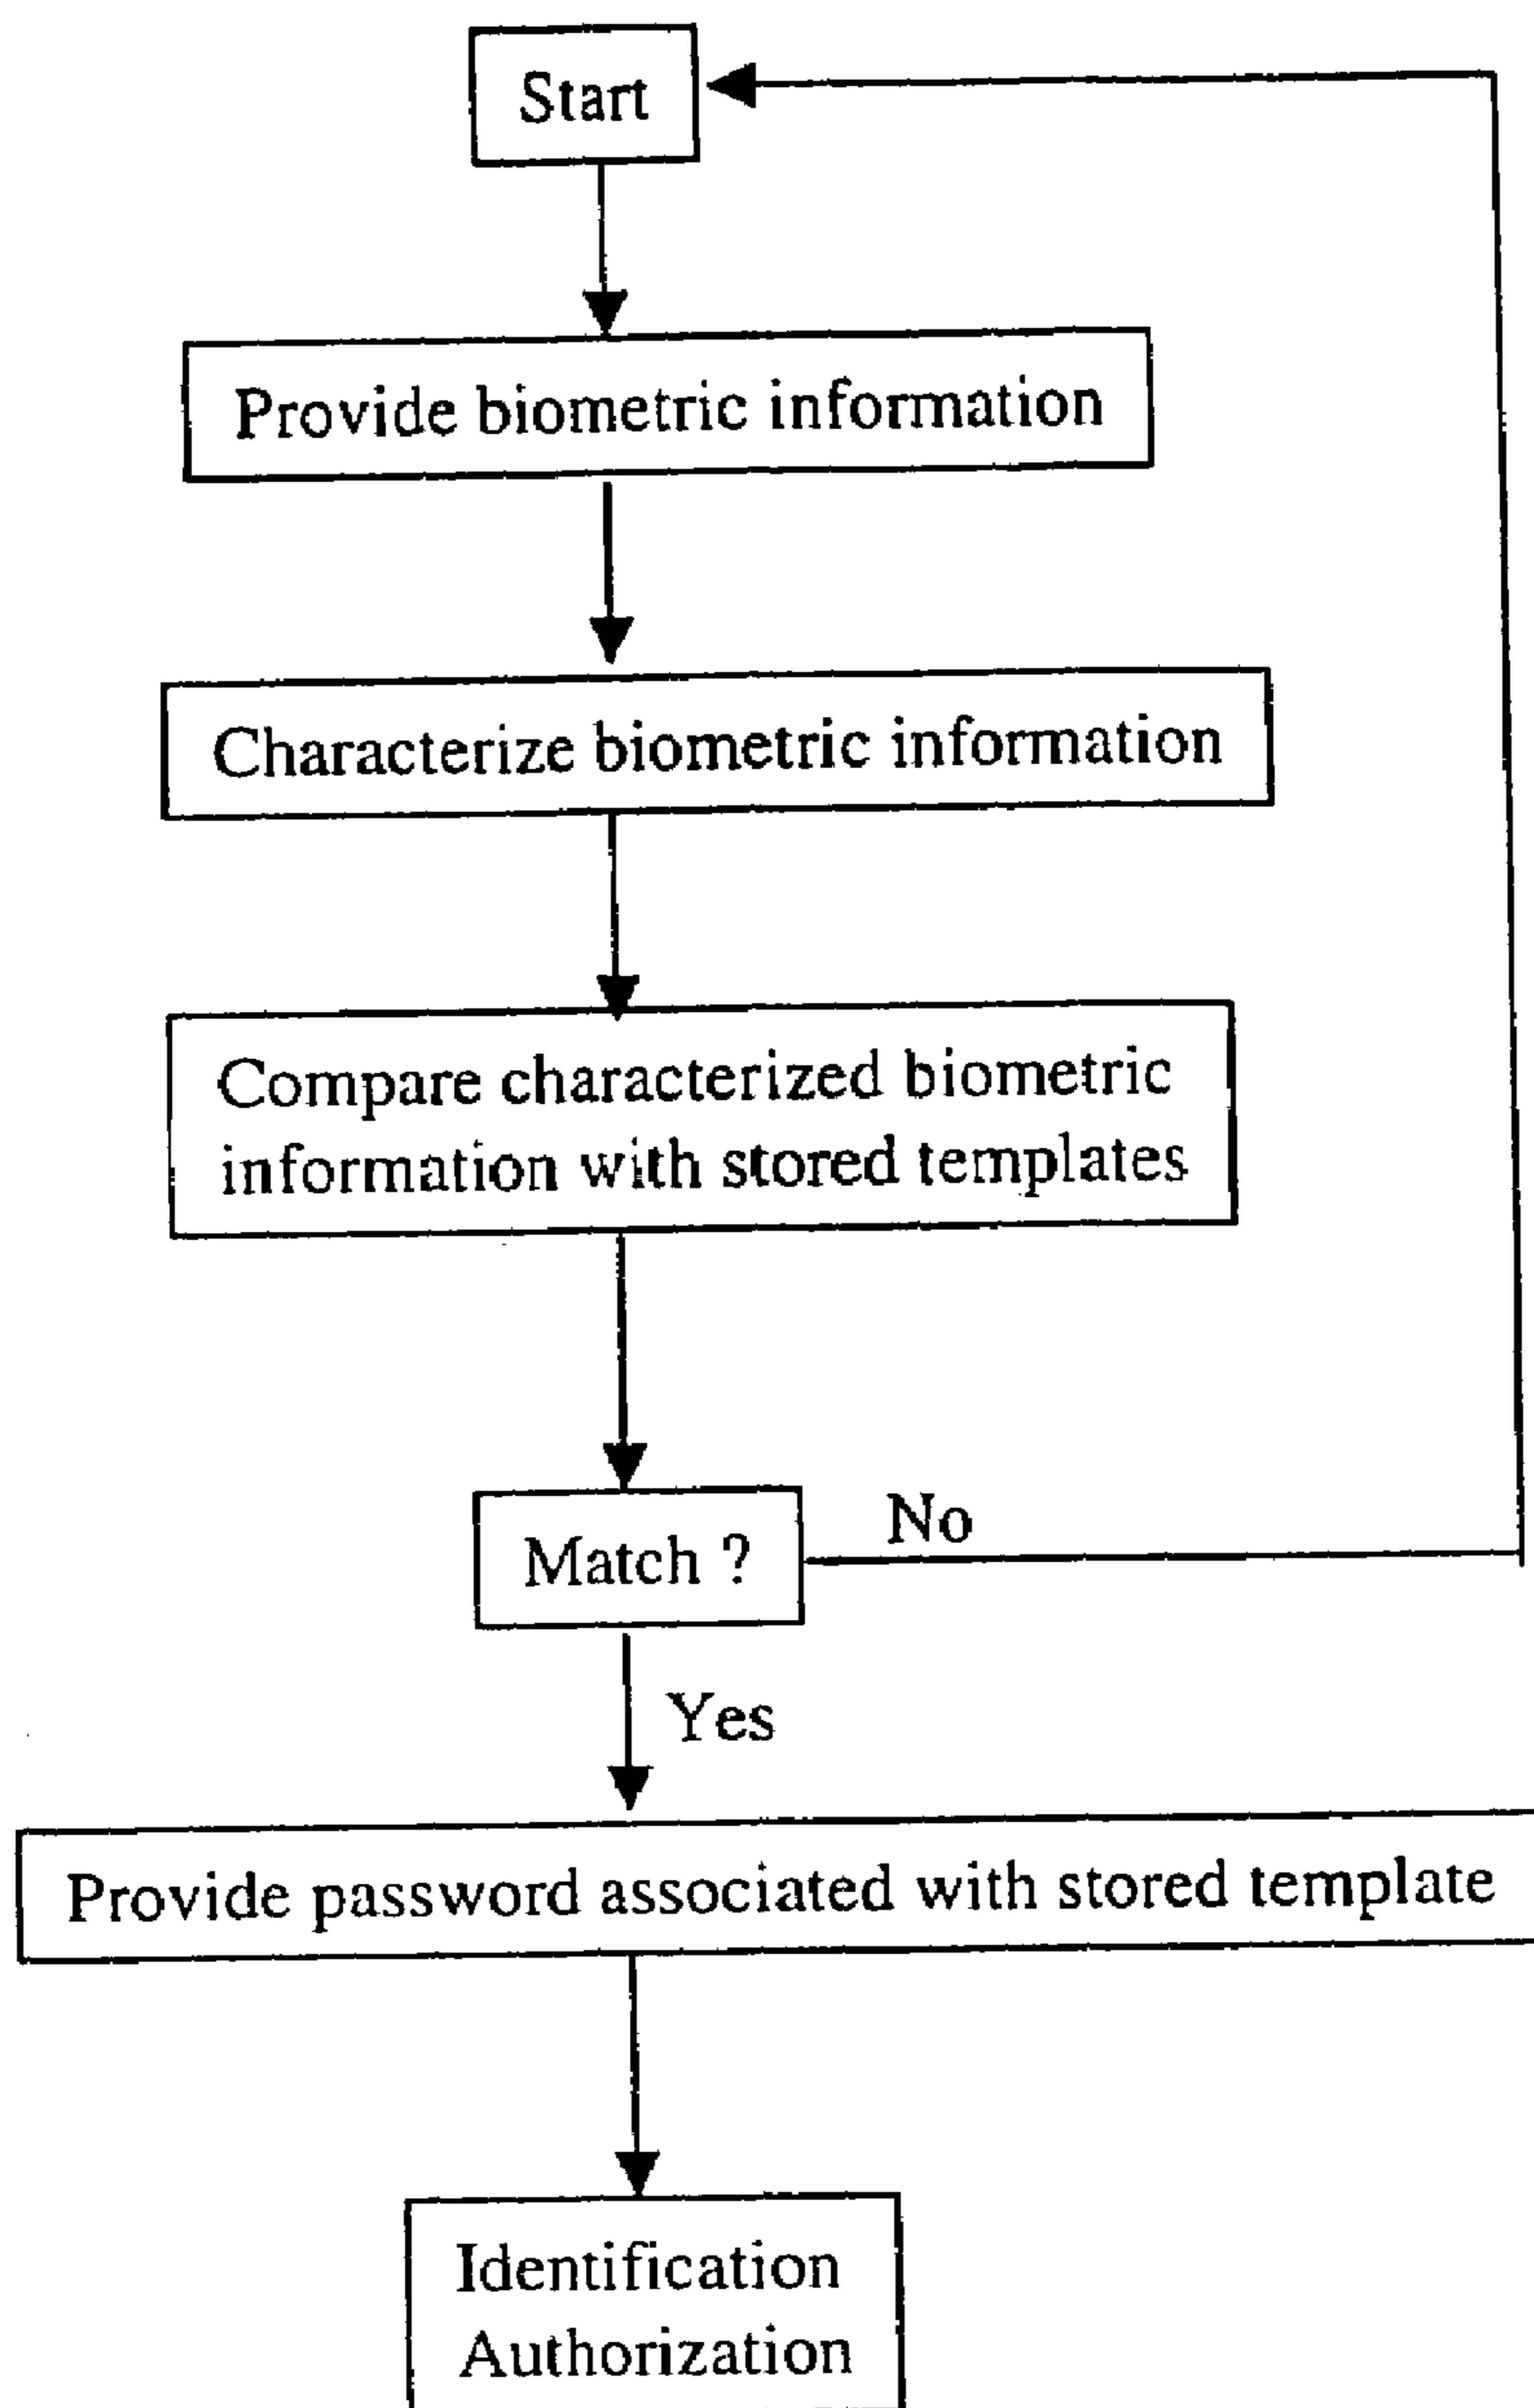 Start
Provide biometric information
Characterize biometric information
Compare characterized biometric
information with stored templates
Match ?
No
Yes
Provide password associated with stored template
Identification
Authorization